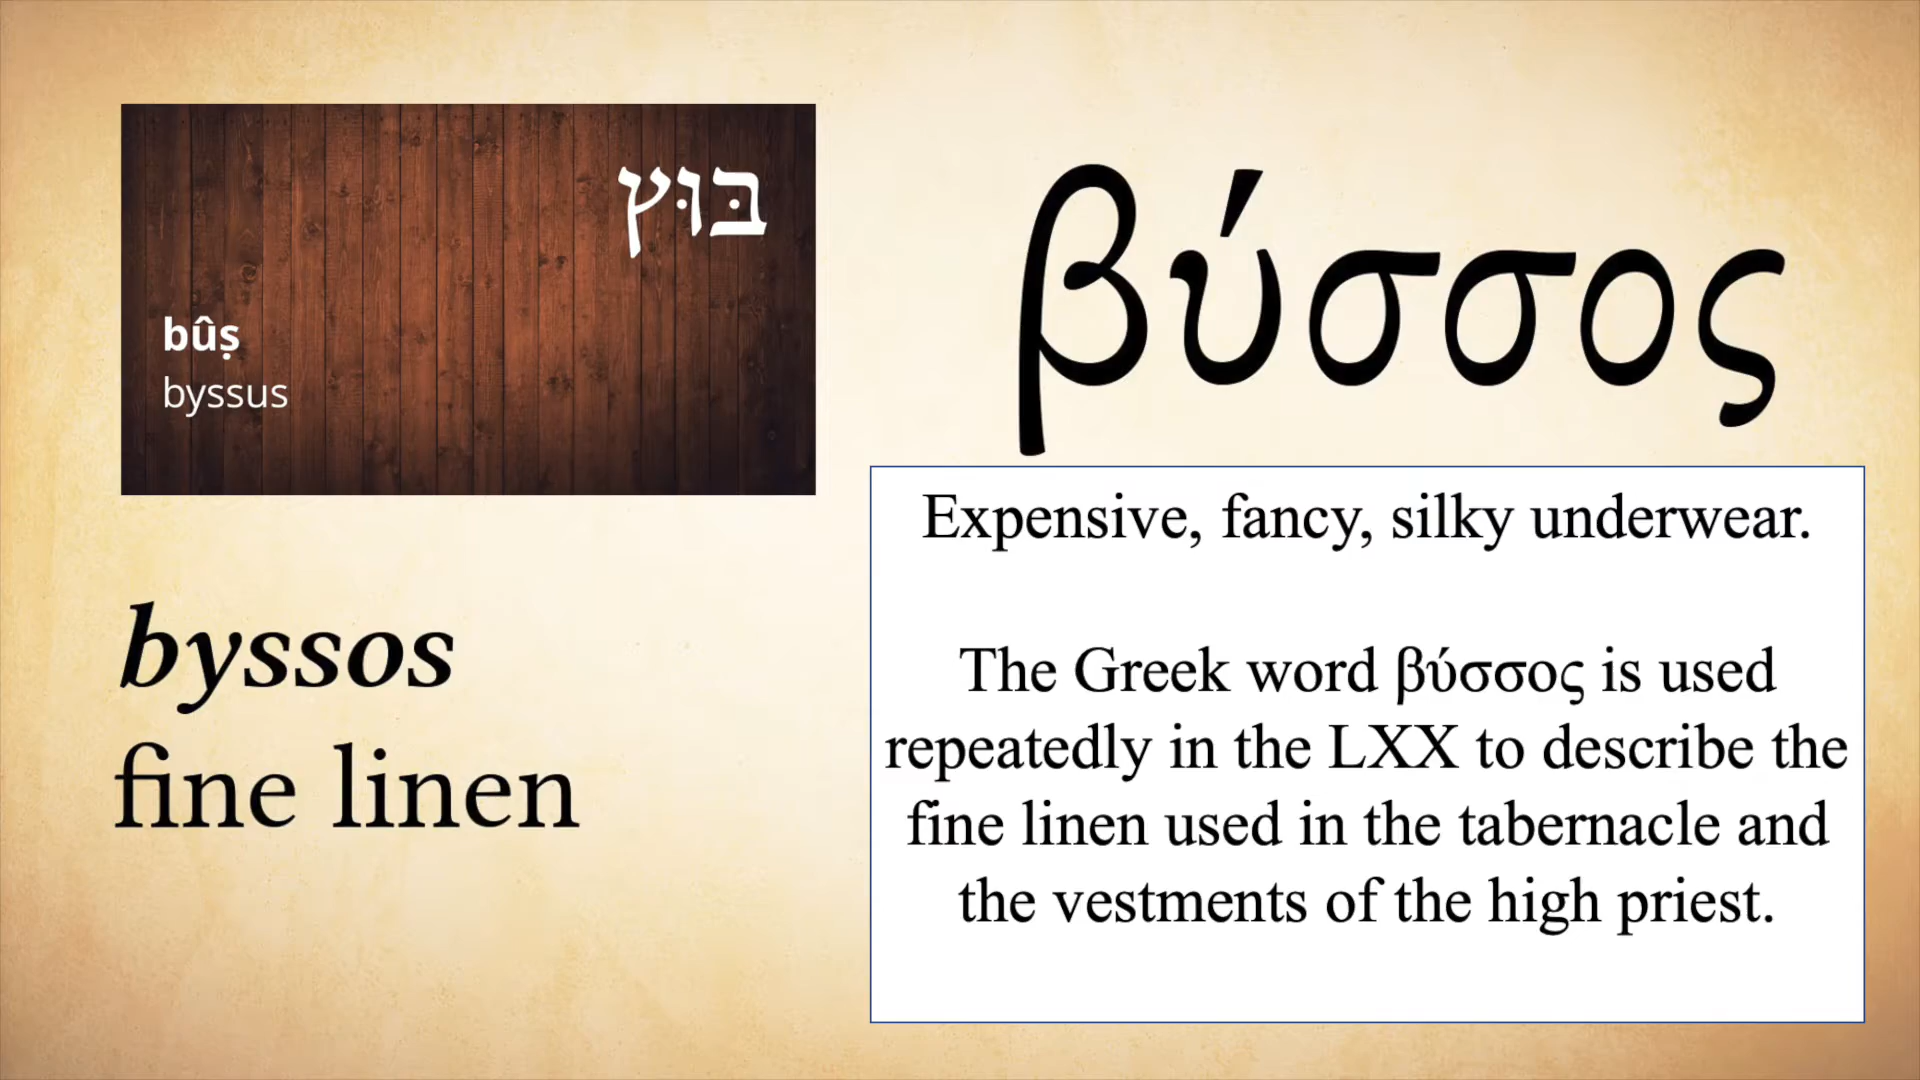 בּוּץ
bûṣ
byssus
byssos
fine linen
βύσσος
Expensive, fancy, silky underwear.
The Greek word βύσσος is used
repeatedly in the LXX to describe the
fine linen used in the tabernacle and
the vestments of the high priest.